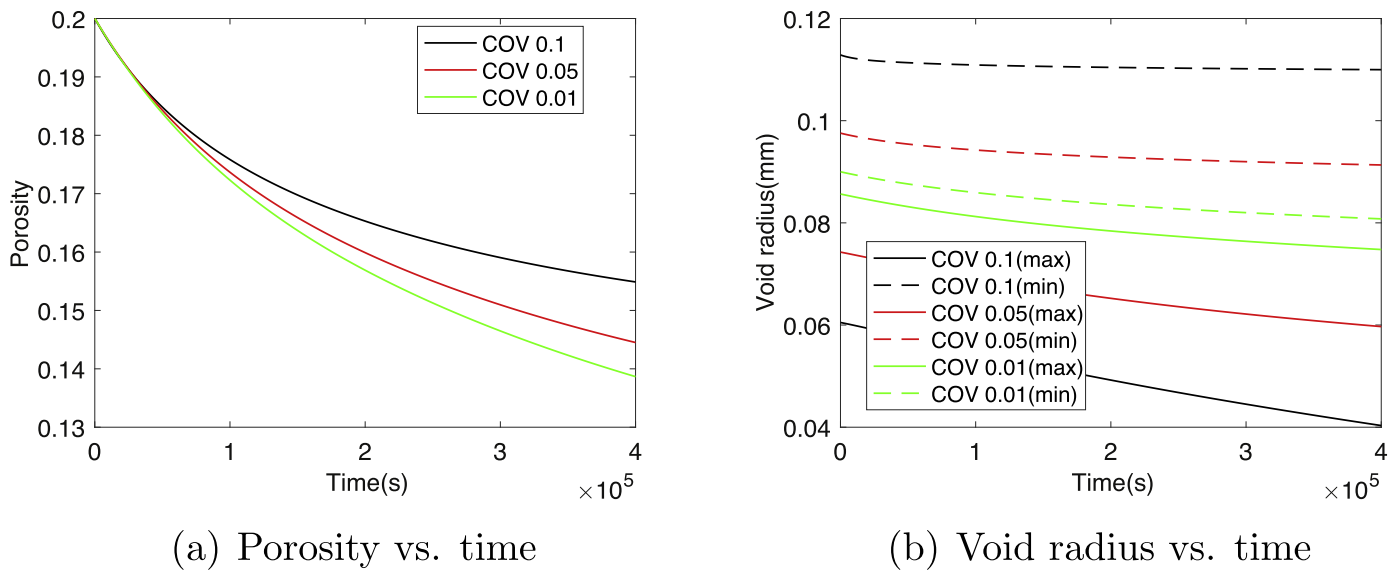 0.2
0.19
0.18
0.17
0.16
0.15
0.14
0.13
Porosity
COV 0.1
COV 0.05
COV 0.01
0 1 2 3 4
Time(s)
×10⁵
(a) Porosity vs. time
0.12
0.1
0.08
0.06
0.04
Void radius(mm)
COV 0.1(max)
COV 0.1(min)
COV 0.05(max)
COV 0.05(min)
COV 0.01(max)
COV 0.01(min)
0 1 2 3 4
Time(s)
×10⁵
(b) Void radius vs. time